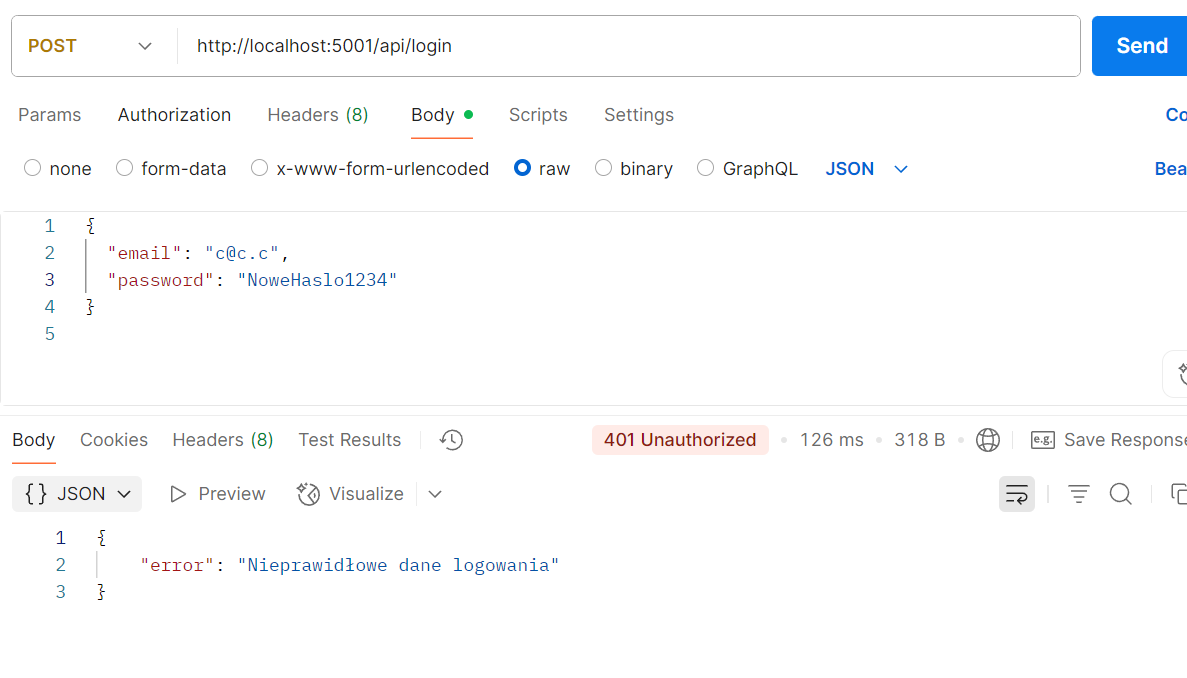 POST http://localhost:5001/api/login Send
Params Authorization Headers (8) Body Scripts Settings Co
none form-data x-www-form-urlencoded raw binary GraphQL JSON Bea
1 {
2 "email": "c@c.c",
3 "password": "NoweHaslo1234"
4 }
5
Body Cookies Headers (8) Test Results 401 Unauthorized 126 ms 318 B e.g. Save Response
{} JSON Preview Visualize
1 {
2 "error": "Nieprawidłowe dane logowania"
3 }